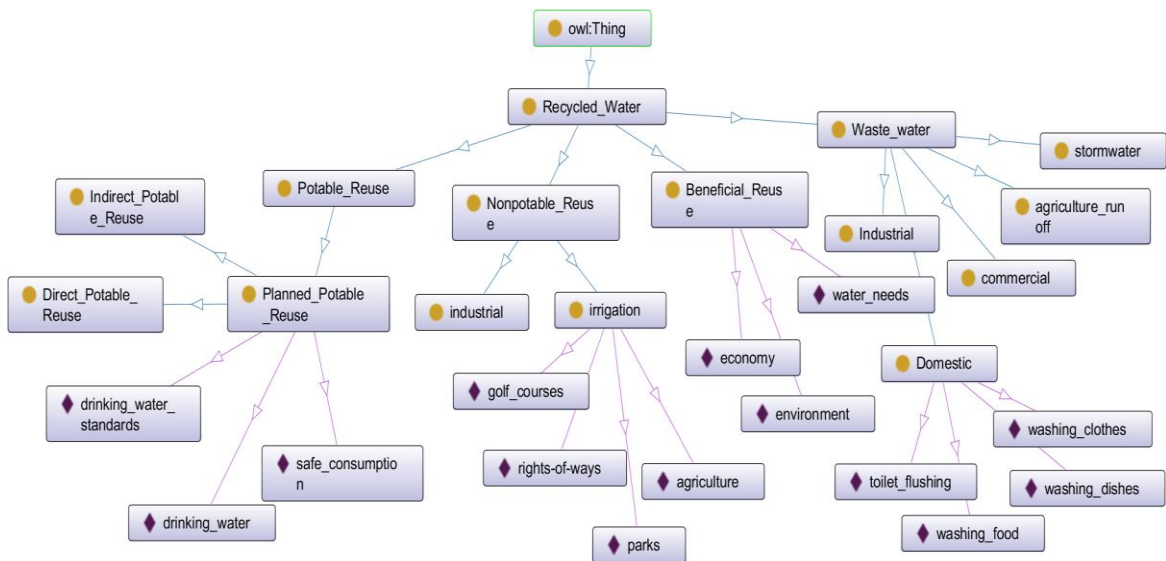 owl:Thing
Recycled_Water
Waste_water
stormwater
Indirect_Potabl
e_Reuse
Potable_Reuse
Nonpotable_Reus
e
Beneficial_Reus
e
Industrial
agriculture_run
off
commercial
Direct_Potable_
Reuse
Planned_Potable
_Reuse
industrial
irrigation
water_needs
economy
Domestic
drinking_water_
standards
golf_courses
environment
washing_clothes
safe_consumptio
n
rights-of-ways
agriculture
toilet_flushing
washing_dishes
drinking_water
parks
washing_food